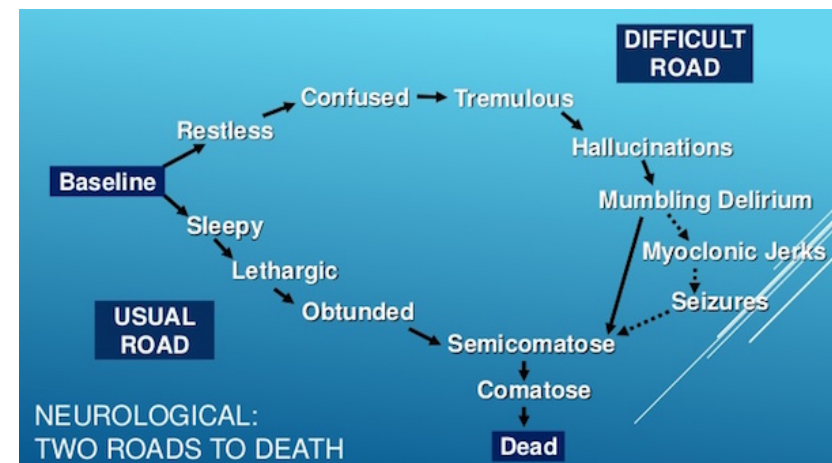 DIFFICULT
ROAD
Confused
Tremulous
Restless
Hallucinations
Baseline
Mumbling Delirium
Sleepy
Myoclonic Jerks
Lethargic
Seizures
Obtunded
USUAL
ROAD
Semicomatose
Comatose
NEUROLOGICAL:
TWO ROADS TO DEATH
Dead